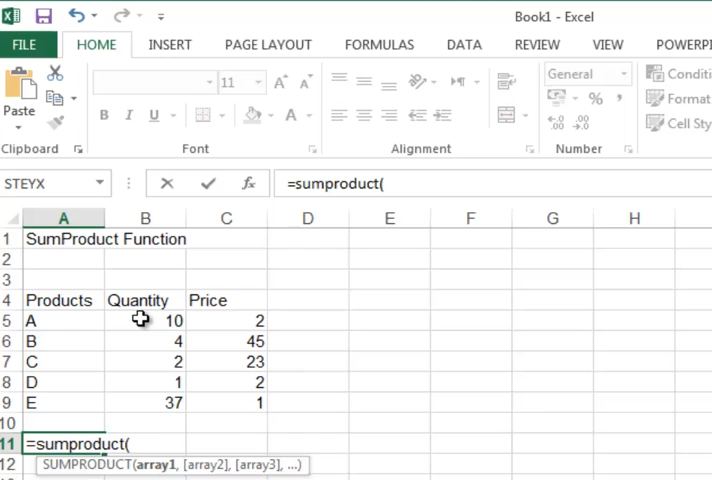 Book1 - Excel
FILE HOME INSERT PAGE LAYOUT FORMULAS DATA REVIEW VIEW POWERPI
Paste 11 A A General Conditi
B I U A % , Format
Cell Sty
Clipboard Font Alignment Number
STEYX fx =sumproduct(
A B C D E F G H
1 SumProduct Function
2
3
4 Products Quantity Price
5 A 10 2
6 B 4 45
7 C 2 23
8 D 1 2
9 E 37 1
10
11 =sumproduct(
12 SUMPRODUCT(array1, [array2], [array3], ...)